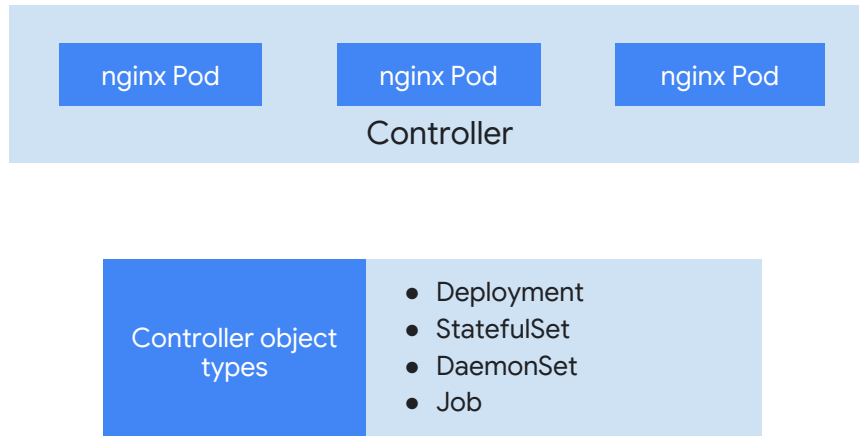 nginx Pod nginx Pod nginx Pod
Controller
Controller object
types
● Deployment
● StatefulSet
● DaemonSet
● Job